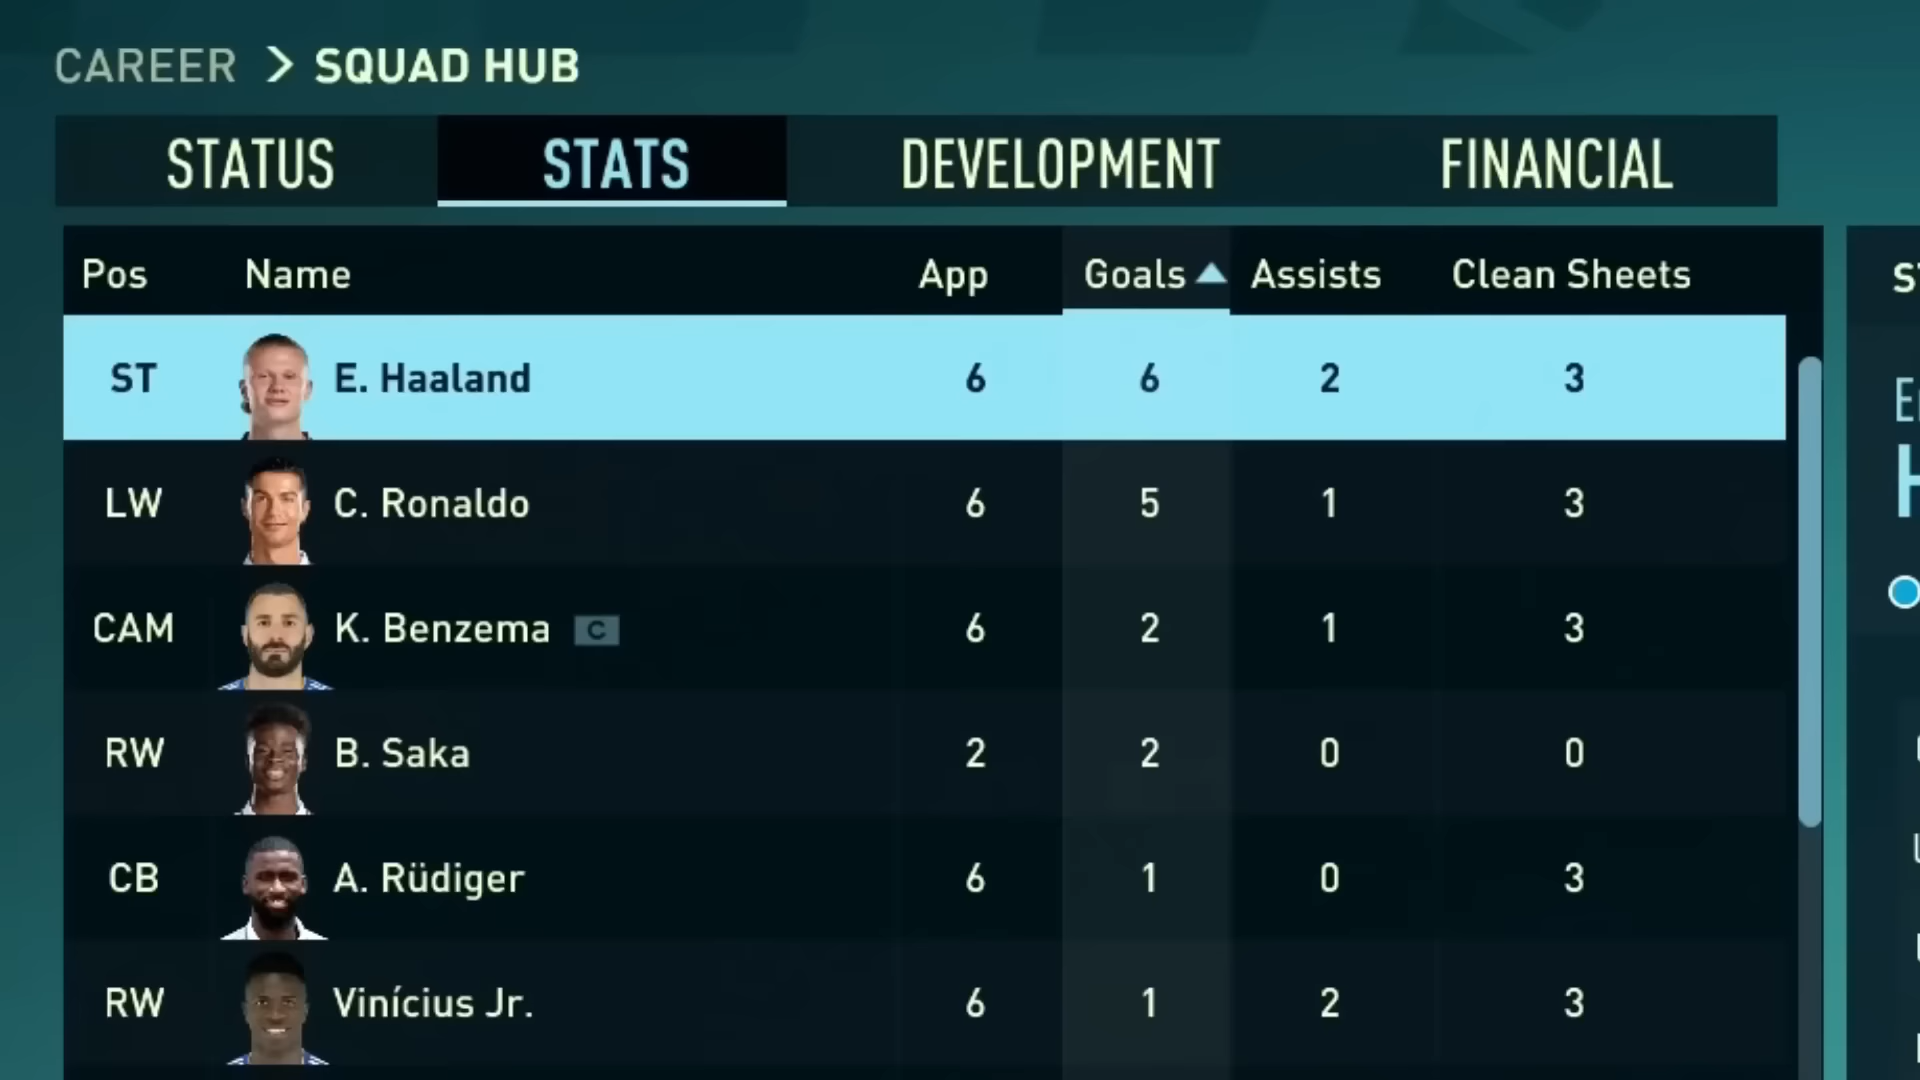 CAREER > SQUAD HUB
STATUS STATS DEVELOPMENT FINANCIAL
Pos Name App Goals Assists Clean Sheets
ST E. Haaland 6 6 2 3
LW C. Ronaldo 6 5 1 3
CAM K. Benzema C 6 2 1 3
RW B. Saka 2 2 0 0
CB A. Rüdiger 6 1 0 3
RW Vinícius Jr. 6 1 2 3